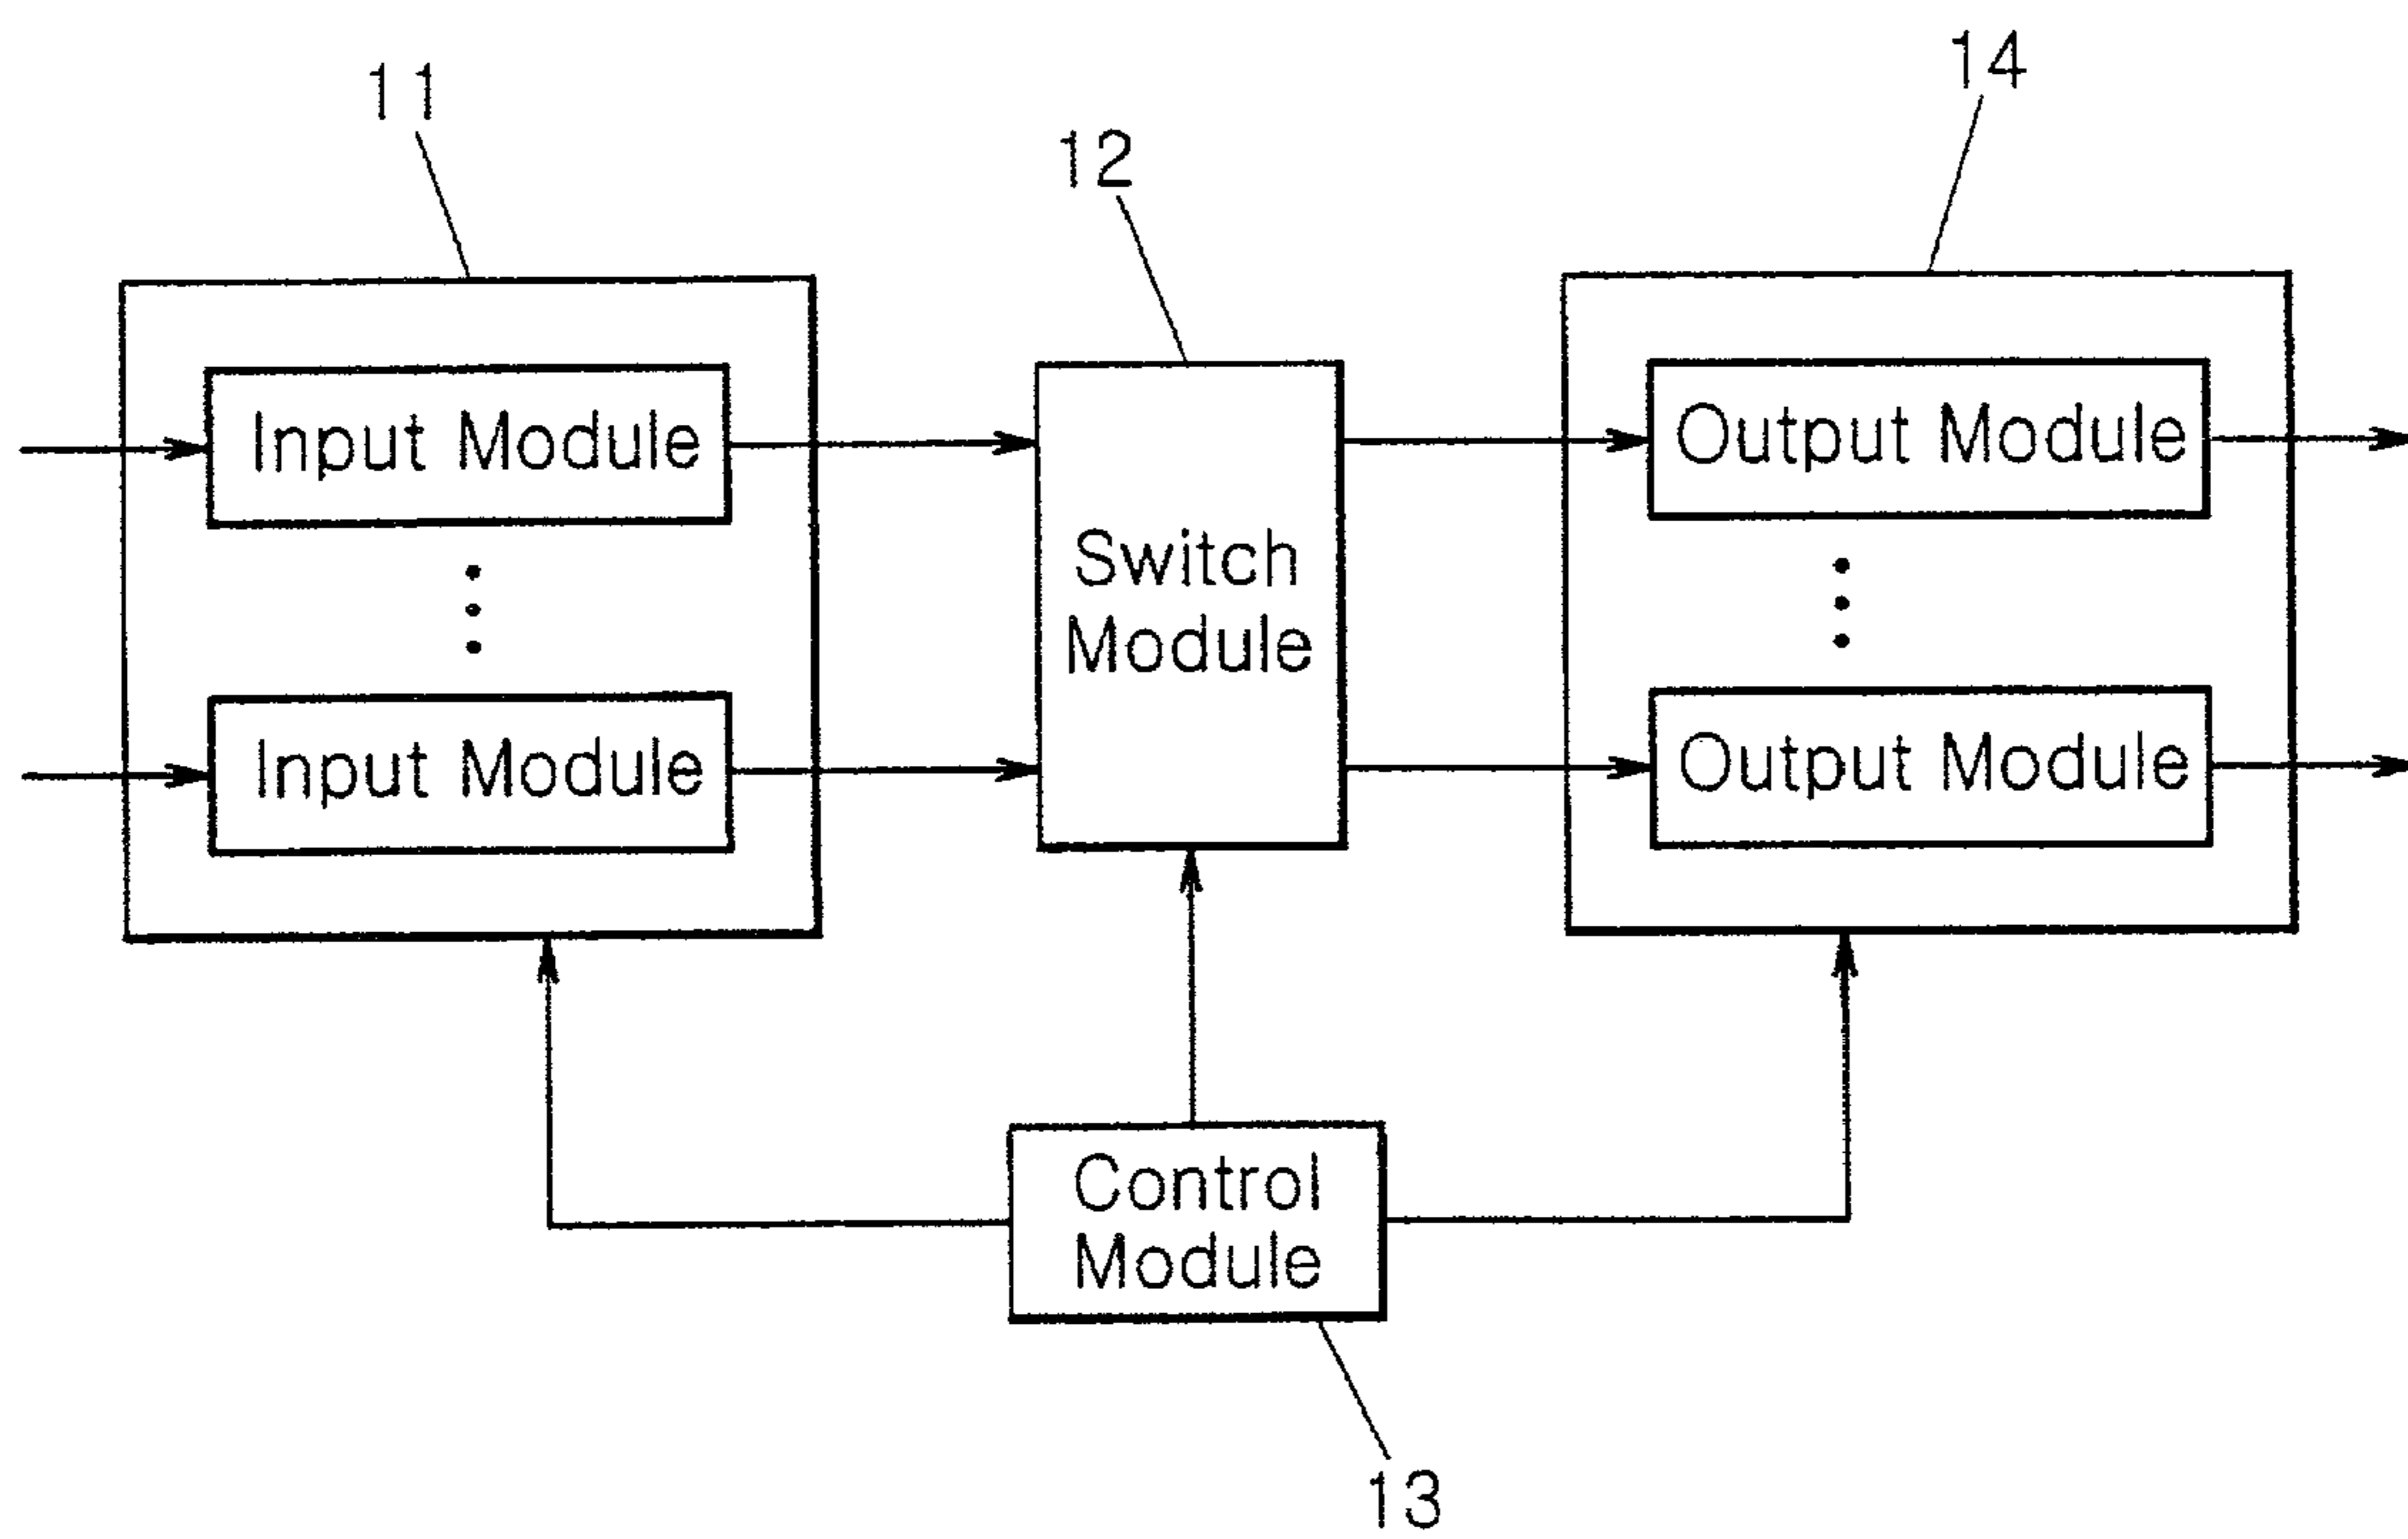 11
14
12
Input Module
Output Module
Switch
Module
Input Module
Output Module
Control
Module
13